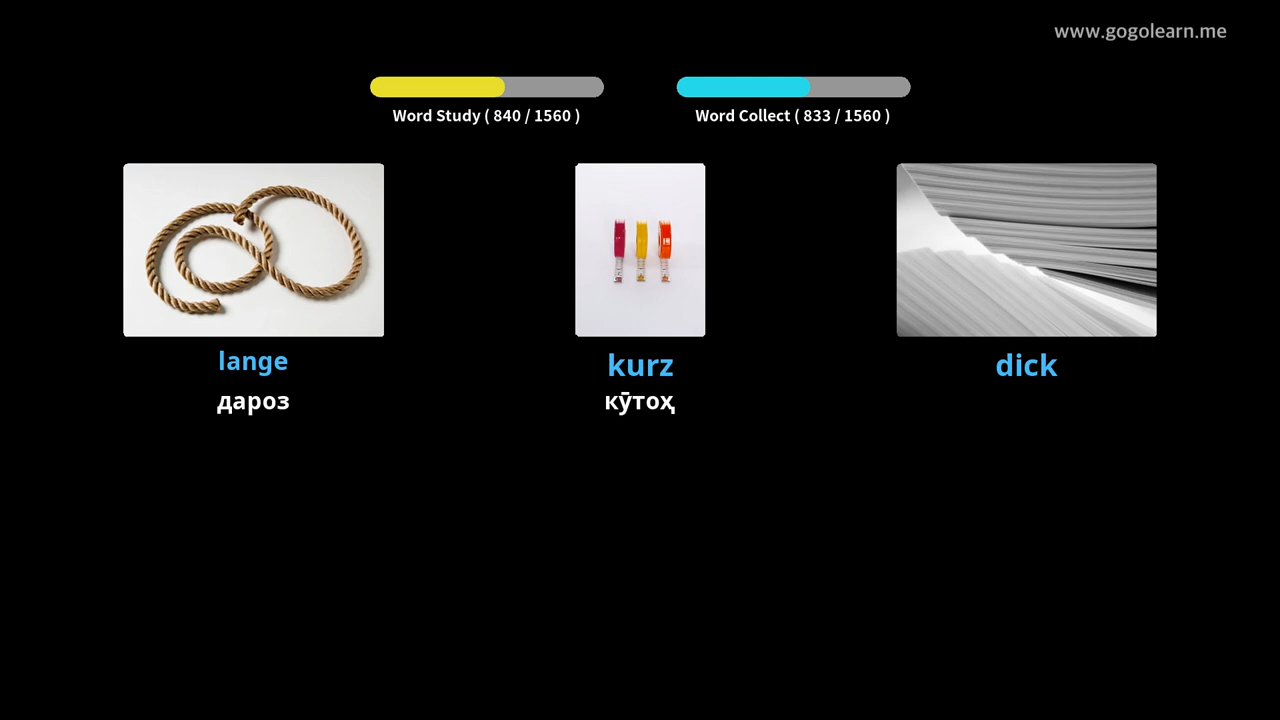 www.gogolearn.me
Word Study ( 840 / 1560 )
Word Collect ( 833 / 1560 )
lange
kurz
dick
дароз
кӯтоҳ